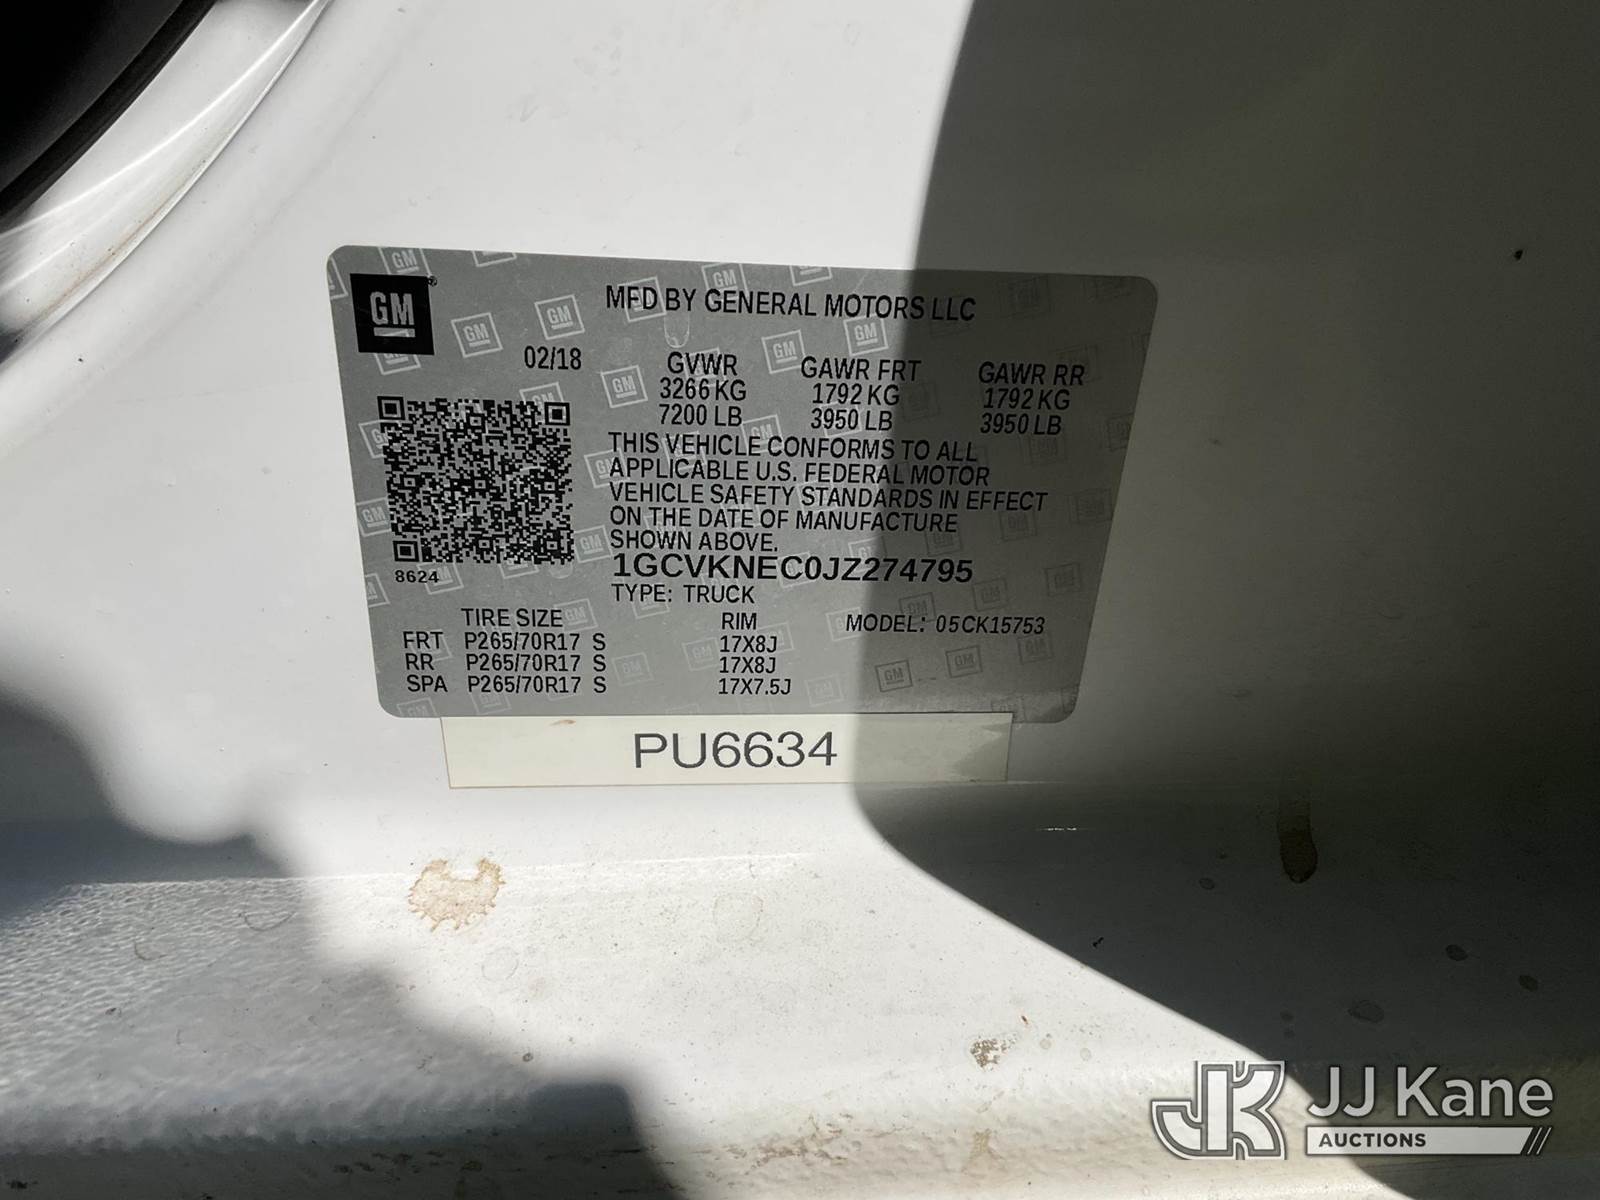 GM
MFD BY GENERAL MOTORS LLC
02/18 GVWR GAWR FRT GAWR RR
3266 KG 1792 KG 1792 KG
7200 LB 3950 LB 3950 LB
THIS VEHICLE CONFORMS TO ALL
APPLICABLE U.S. FEDERAL MOTOR
VEHICLE SAFETY STANDARDS IN EFFECT
ON THE DATE OF MANUFACTURE
SHOWN ABOVE.
1GCVKNEC0JZ274795
8624
TYPE: TRUCK
TIRE SIZE RIM MODEL: 05CK15753
FRT P265/70R17 S 17X8J
RR P265/70R17 S 17X8J
SPA P265/70R17 S 17X7.5J
PU6634
JK JJ Kane
AUCTIONS